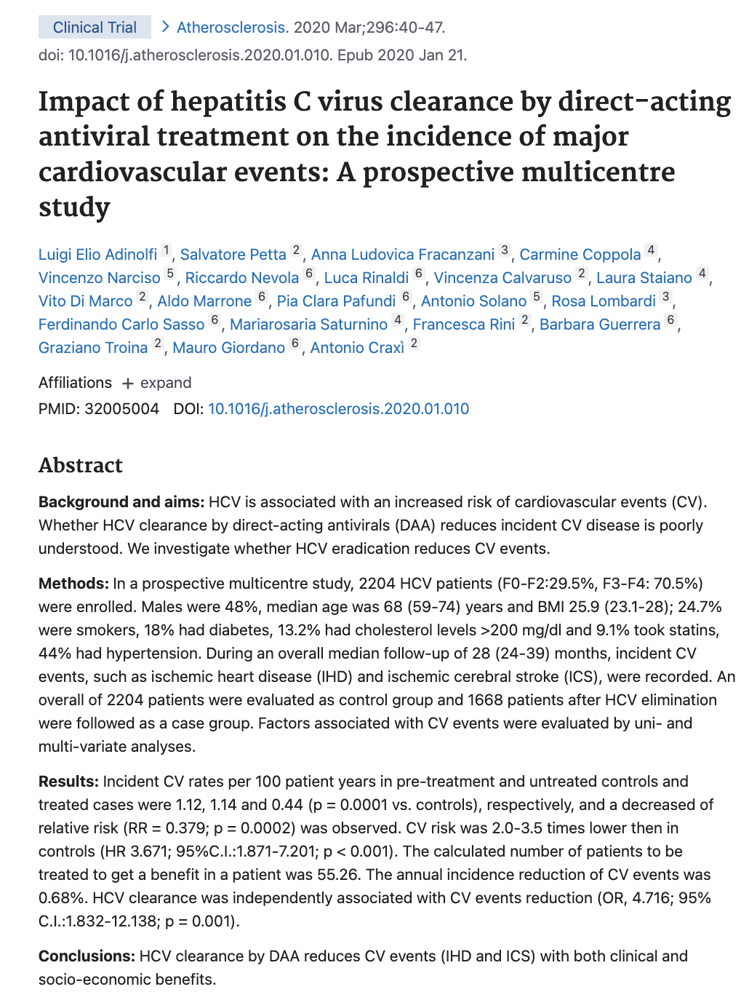 Clinical Trial > Atherosclerosis. 2020 Mar;296:40-47.
doi: 10.1016/j.atherosclerosis.2020.01.010. Epub 2020 Jan 21.
Impact of hepatitis C virus clearance by direct-acting
antiviral treatment on the incidence of major
cardiovascular events: A prospective multicentre
study
Luigi Elio Adinolfi 1, Salvatore Petta 2, Anna Ludovica Fracanzani 3, Carmine Coppola 4,
Vincenzo Narciso 5, Riccardo Nevola 6, Luca Rinaldi 6, Vincenza Calvaruso 2, Laura Staiano 4,
Vito Di Marco 2, Aldo Marrone 6, Pia Clara Pafundi 6, Antonio Solano 5, Rosa Lombardi 3,
Ferdinando Carlo Sasso 6, Mariarosaria Saturnino 4, Francesca Rini 2, Barbara Guerrera 6,
Graziano Troina 2, Mauro Giordano 6, Antonio Craxì 2
Affiliations + expand
PMID: 32005004 DOI: 10.1016/j.atherosclerosis.2020.01.010
Abstract
Background and aims: HCV is associated with an increased risk of cardiovascular events (CV).
Whether HCV clearance by direct-acting antivirals (DAA) reduces incident CV disease is poorly
understood. We investigate whether HCV eradication reduces CV events.
Methods: In a prospective multicentre study, 2204 HCV patients (F0-F2:29.5%, F3-F4: 70.5%)
were enrolled. Males were 48%, median age was 68 (59-74) years and BMI 25.9 (23.1-28); 24.7%
were smokers, 18% had diabetes, 13.2% had cholesterol levels >200 mg/dl and 9.1% took statins,
44% had hypertension. During an overall median follow-up of 28 (24-39) months, incident CV
events, such as ischemic heart disease (IHD) and ischemic cerebral stroke (ICS), were recorded. An
overall of 2204 patients were evaluated as control group and 1668 patients after HCV elimination
were followed as a case group. Factors associated with CV events were evaluated by uni- and
multi-variate analyses.
Results: Incident CV rates per 100 patient years in pre-treatment and untreated controls and
treated cases were 1.12, 1.14 and 0.44 (p = 0.0001 vs. controls), respectively, and a decreased of
relative risk (RR = 0.379; p = 0.0002) was observed. CV risk was 2.0-3.5 times lower then in
controls (HR 3.671; 95%C.I.:1.871-7.201; p < 0.001). The calculated number of patients to be
treated to get a benefit in a patient was 55.26. The annual incidence reduction of CV events was
0.68%. HCV clearance was independently associated with CV events reduction (OR, 4.716; 95%
C.I.:1.832-12.138; p = 0.001).
Conclusions: HCV clearance by DAA reduces CV events (IHD and ICS) with both clinical and
socio-economic benefits.